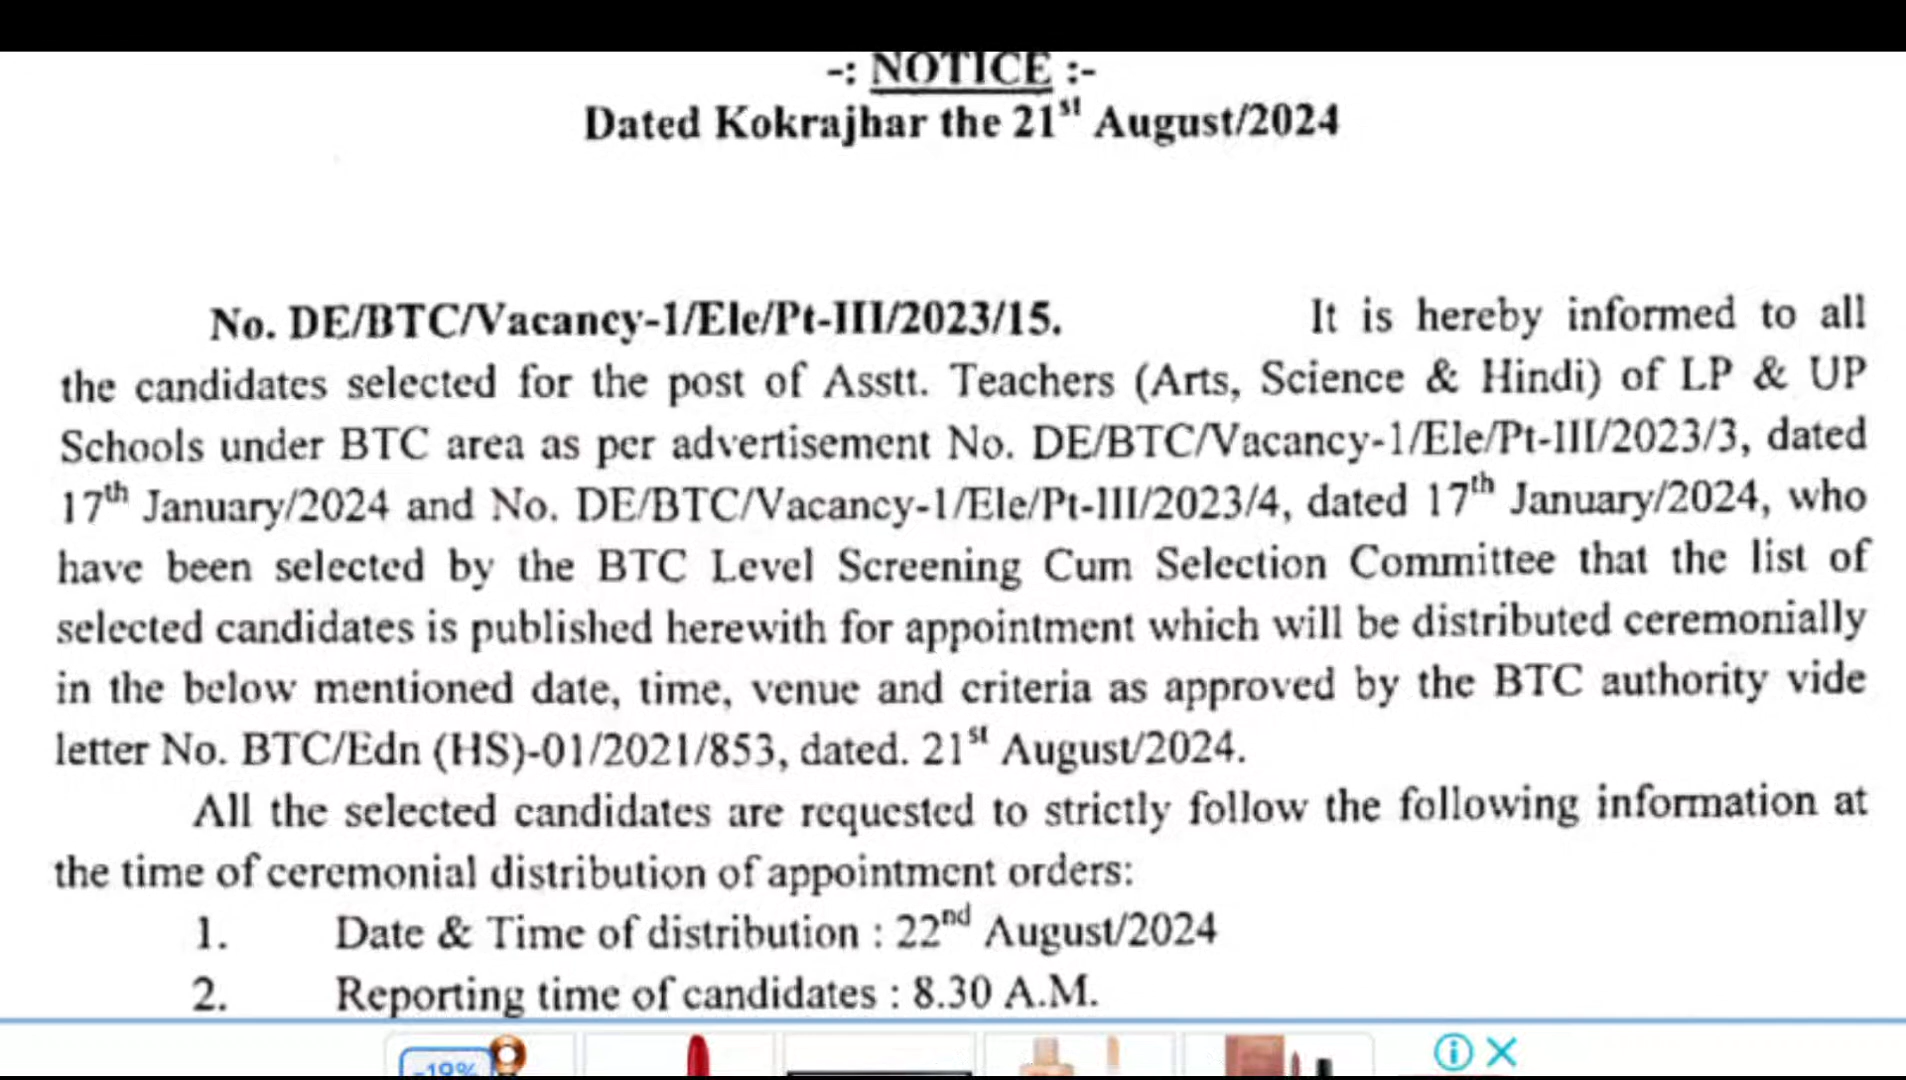 -: NOTICE :-
Dated Kokrajhar the 21st August/2024
No. DE/BTC/Vacancy-1/Ele/Pt-III/2023/15. It is hereby informed to all
the candidates selected for the post of Asstt. Teachers (Arts, Science & Hindi) of LP & UP
Schools under BTC area as per advertisement No. DE/BTC/Vacancy-1/Ele/Pt-III/2023/3, dated
17th January/2024 and No. DE/BTC/Vacancy-1/Ele/Pt-III/2023/4, dated 17th January/2024, who
have been selected by the BTC Level Screening Cum Selection Committee that the list of
selected candidates is published herewith for appointment which will be distributed ceremonially
in the below mentioned date, time, venue and criteria as approved by the BTC authority vide
letter No. BTC/Edn (HS)-01/2021/853, dated. 21st August/2024.
All the selected candidates are requested to strictly follow the following information at
the time of ceremonial distribution of appointment orders:
1. Date & Time of distribution : 22nd August/2024
2. Reporting time of candidates : 8.30 A.M.
-19%